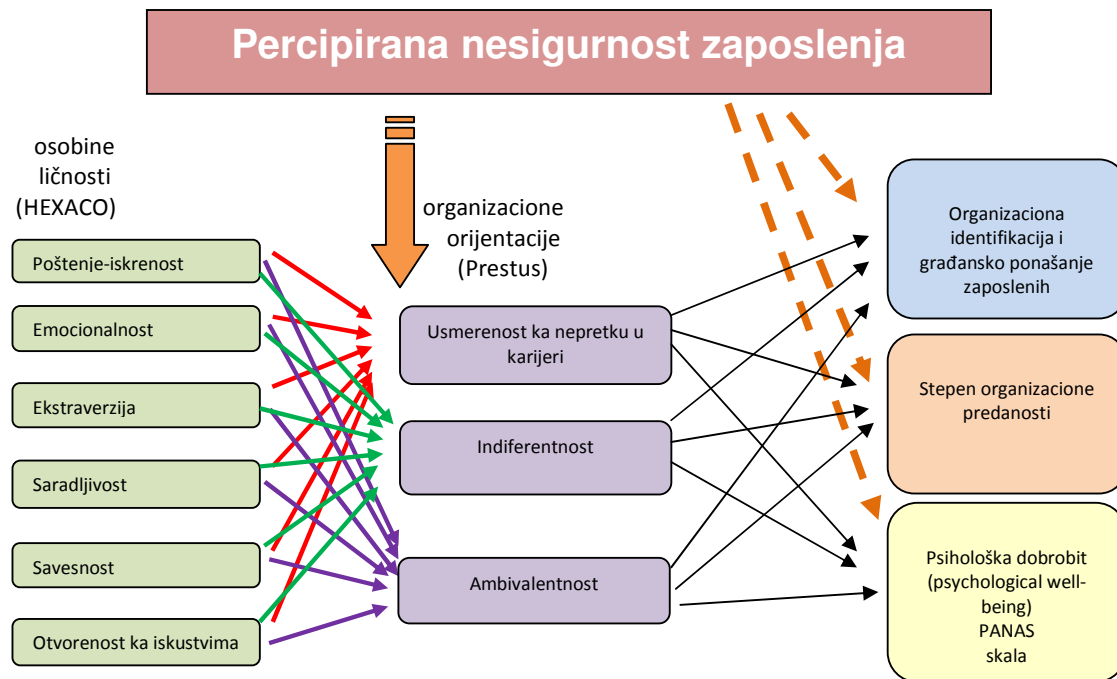 Percipirana nesigurnost zaposlenja
osobine
ličnosti
(HEXACO)
Poštenje-iskrenost
Emocionalnost
Ekstraverzija
Saradljivost
Savesnost
Otvorenost ka iskustvima
organizacione
orijentacije
(Prestus)
Usmerenost ka nepretku u
karijeri
Indiferentnost
Ambivalentnost
Organizaciona
identifikacija i
građansko ponašanje
zaposlenih
Stepen organizacione
predanosti
Psihološka dobrobit
(psychological well-
being)
PANAS
skala